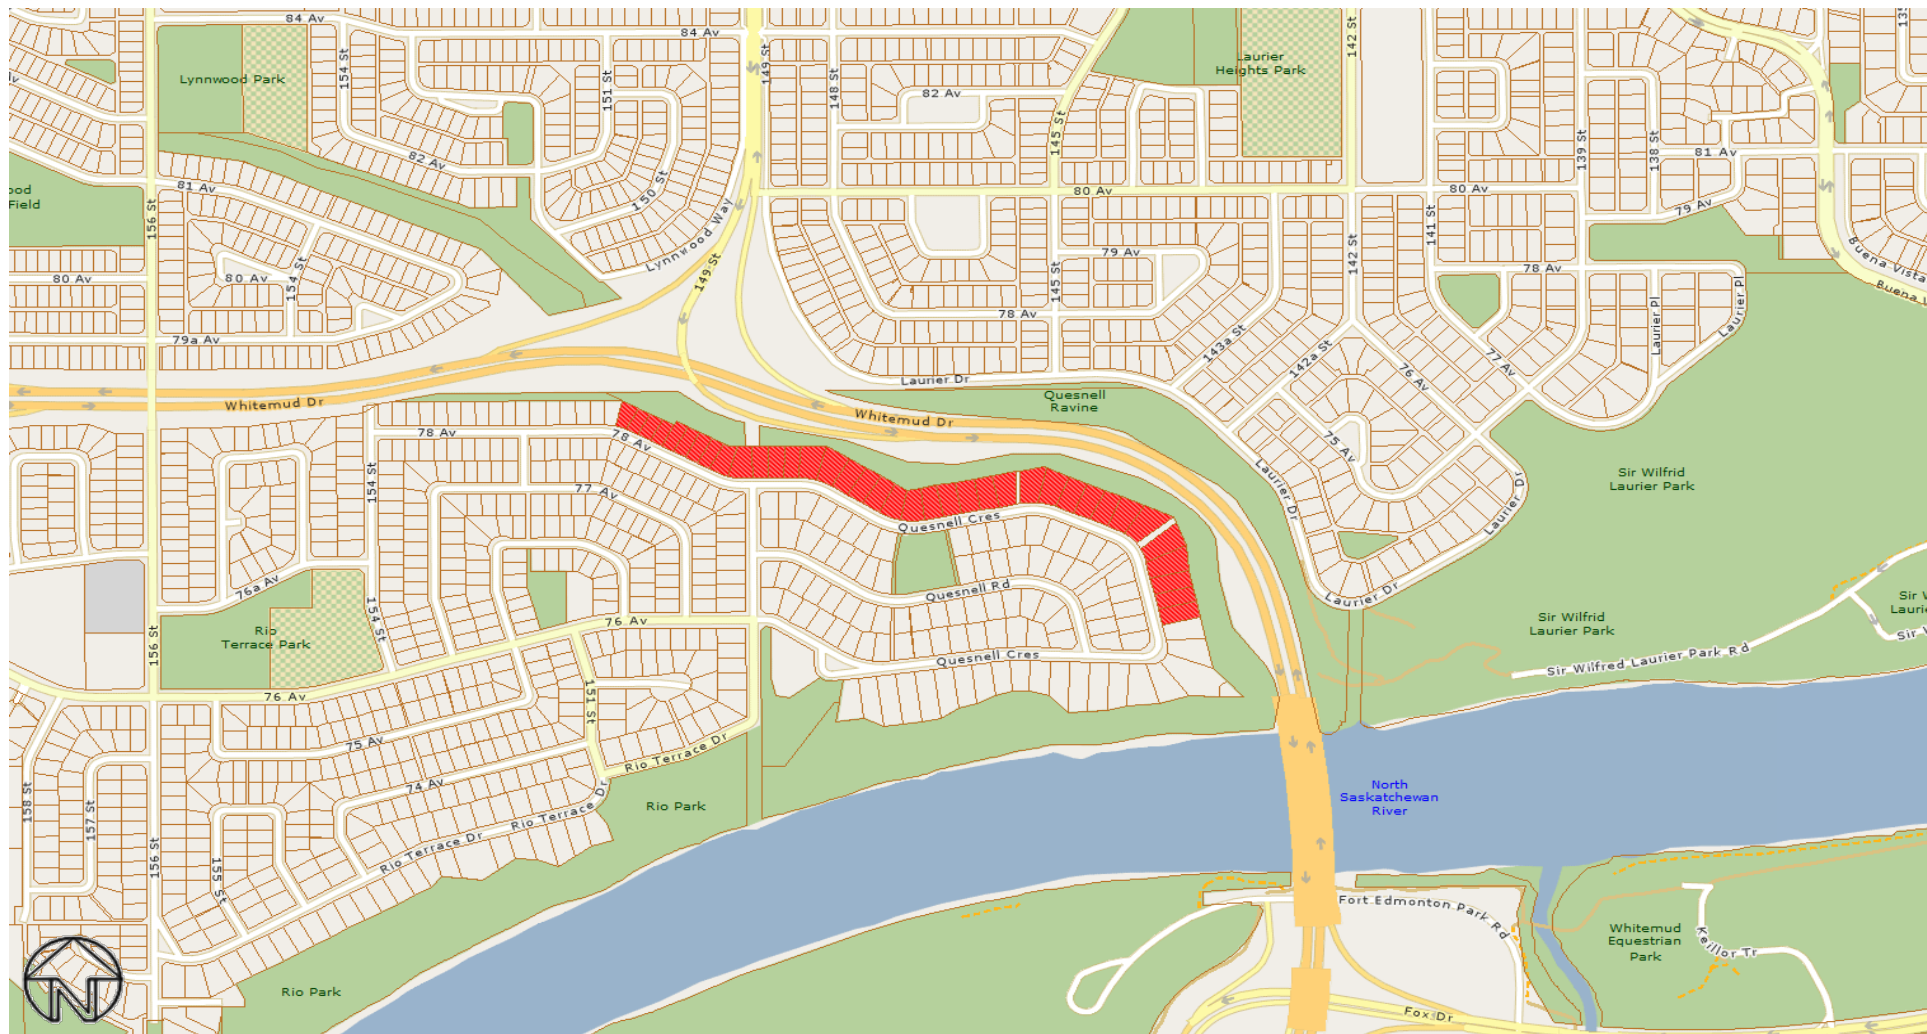 84 Av
84 Av
Lynnwood Park
154 St
151 St
149 St
148 St
82 Av
145 St
Laurier
Heights Park
142 St
139 St
138 St
81 Av
82 Av
150 St
Lynnwood Way
81 Av
ood
Field
156 St
80 Av
80 Av
141 St
79 Av
Buena Vista
Buena
80 Av
80 Av
154 St
149 St
145 St
79 Av
142 St
78 Av
Laurier Pl
Laurier Pl
78 Av
79a Av
143a St
142a St
76 Av
77 Av
Laurier Dr
Quesnell
Ravine
Whitemud Dr
Whitemud Dr
78 Av
78 Av
75 Av
154 St
77 Av
Laurier Dr
Laurier Dr
Sir Wilfrid
Laurier Park
Quesnell Cres
76a Av
Quesnell Rd
Laurier Dr
154 St
156 St
Rio
Terrace Park
76 Av
Sir Wilfrid
Laurier Park
Quesnell Cres
Sir Wilfred Laurier Park Rd
76 Av
151 St
75 Av
Rio Terrace Dr
74 Av
158 St
157 St
156 St
Rio Terrace Dr
Rio Terrace Dr
Rio Park
North
Saskatchewan
River
155 St
Fort Edmonton Park Rd
Whitemud
Equestrian
Park
Keillor Tr
Rio Park
N
Fox Dr